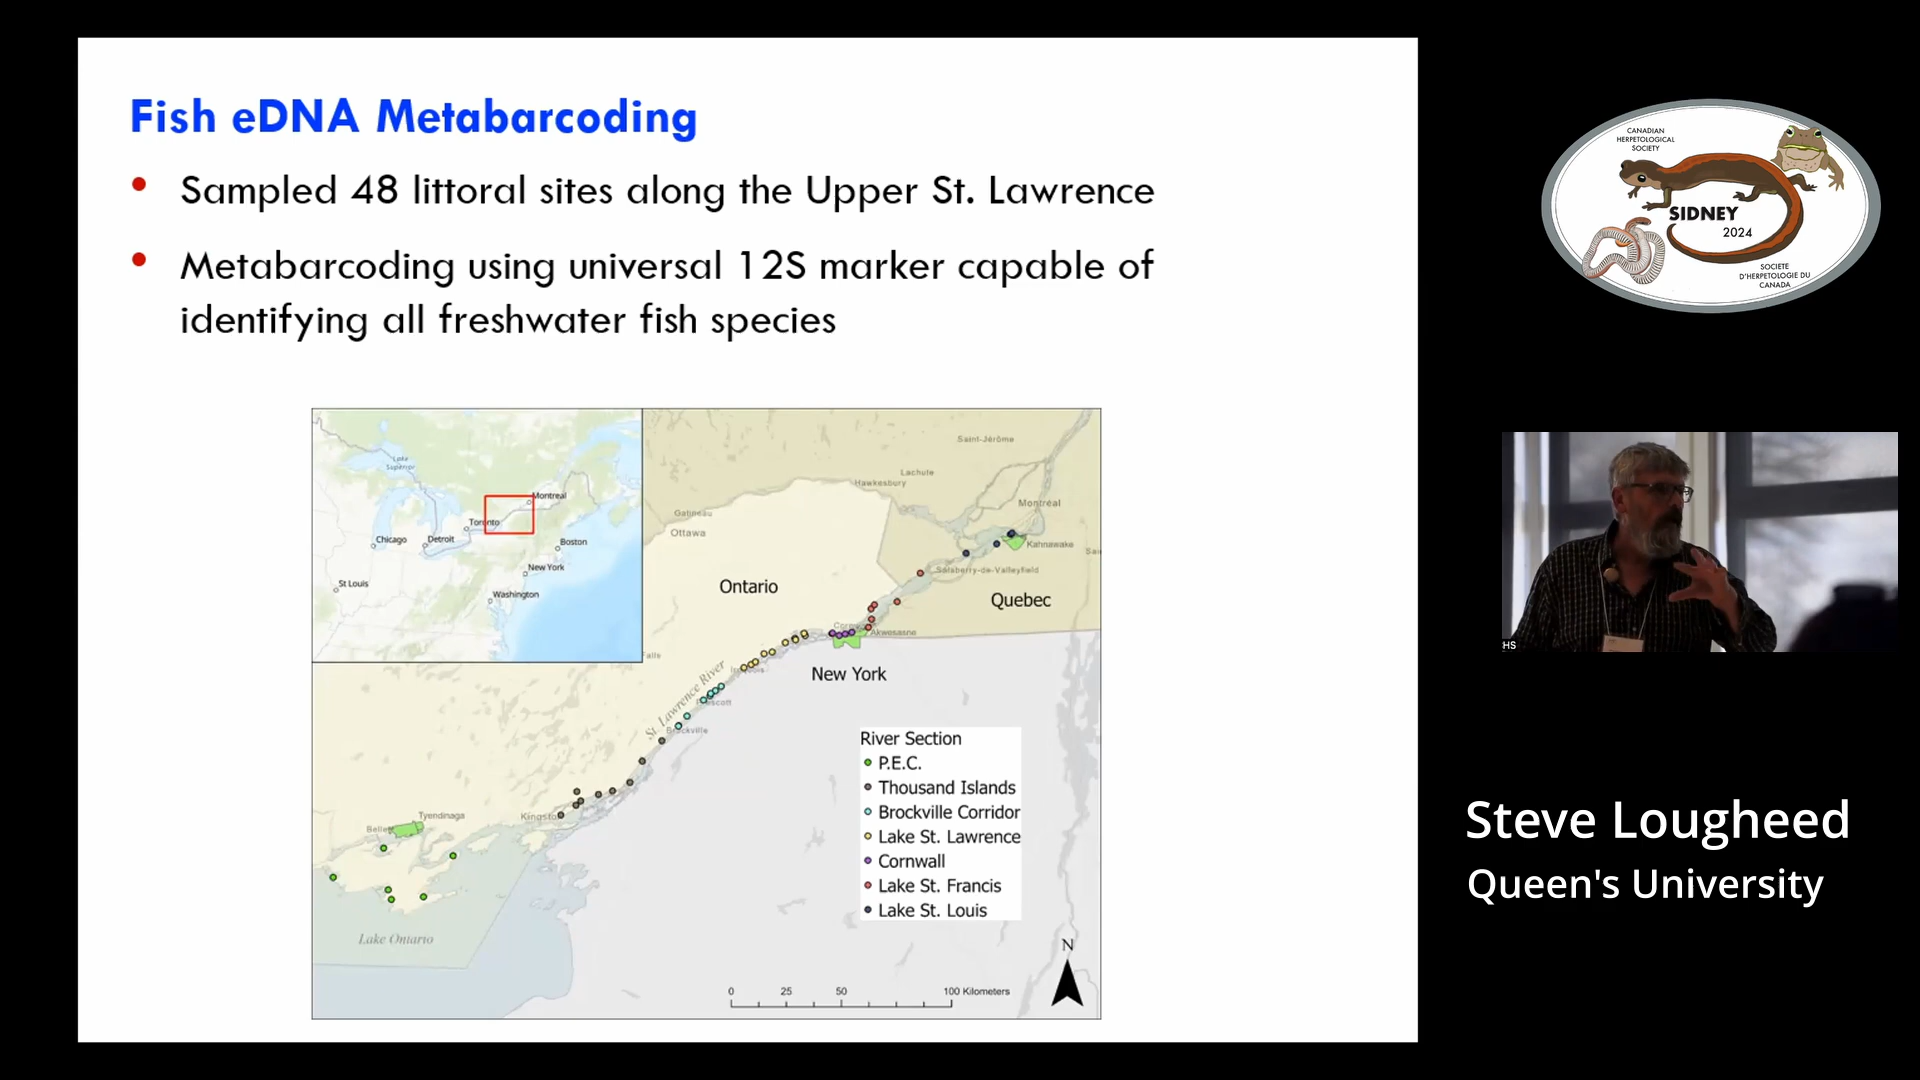 Fish eDNA Metabarcoding
• Sampled 48 littoral sites along the Upper St. Lawrence
• Metabarcoding using universal 12S marker capable of
identifying all freshwater fish species
Lake
Superior
Montreal
Toronto
Chicago
Detroit
Boston
New York
St Louis
Washington
Saint-Jérôme
Lachute
Hawkesbury
Montréal
Gatineau
Ottawa
Kahnawake
Salaberry-de-Valleyfield
Ontario
Quebec
Akwesasne
New York
Falls
St. Lawrence River
Brockville
Tyendinaga
Kingston
Lake Ontario
River Section
P.E.C.
Thousand Islands
Brockville Corridor
Lake St. Lawrence
Cornwall
Lake St. Francis
Lake St. Louis
N
0 25 50 100 Kilometers
CANADIAN
HERPETOLOGICAL
SOCIETY
SIDNEY
2024
SOCIETE
D'HERPETOLOGIE DU
CANADA
HS
Steve Lougheed
Queen's University